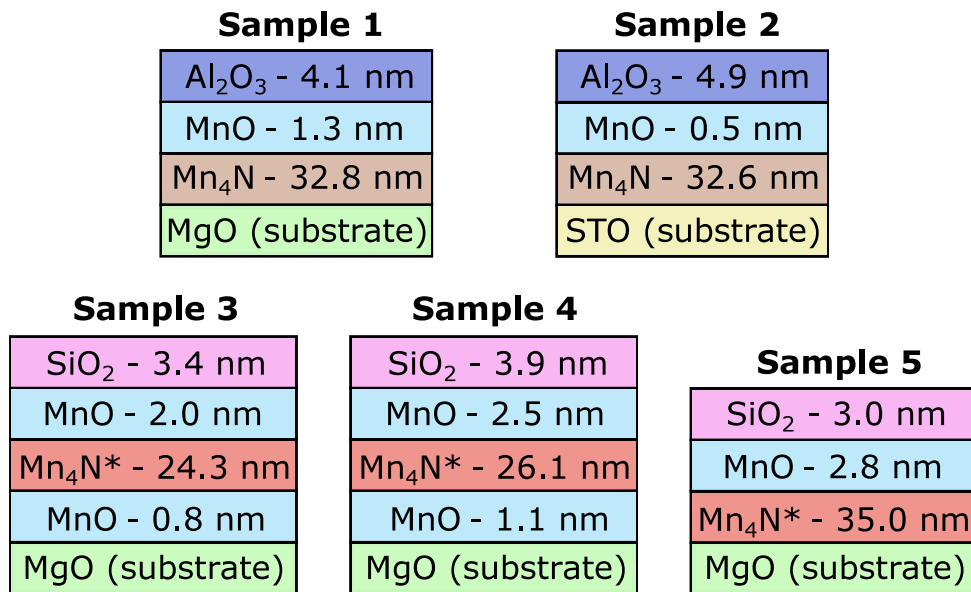 Sample 1
Al₂O₃ - 4.1 nm
MnO - 1.3 nm
Mn₄N - 32.8 nm
MgO (substrate)
Sample 2
Al₂O₃ - 4.9 nm
MnO - 0.5 nm
Mn₄N - 32.6 nm
STO (substrate)
Sample 3
SiO₂ - 3.4 nm
MnO - 2.0 nm
Mn₄N* - 24.3 nm
MnO - 0.8 nm
MgO (substrate)
Sample 4
SiO₂ - 3.9 nm
MnO - 2.5 nm
Mn₄N* - 26.1 nm
MnO - 1.1 nm
MgO (substrate)
Sample 5
SiO₂ - 3.0 nm
MnO - 2.8 nm
Mn₄N* - 35.0 nm
MgO (substrate)